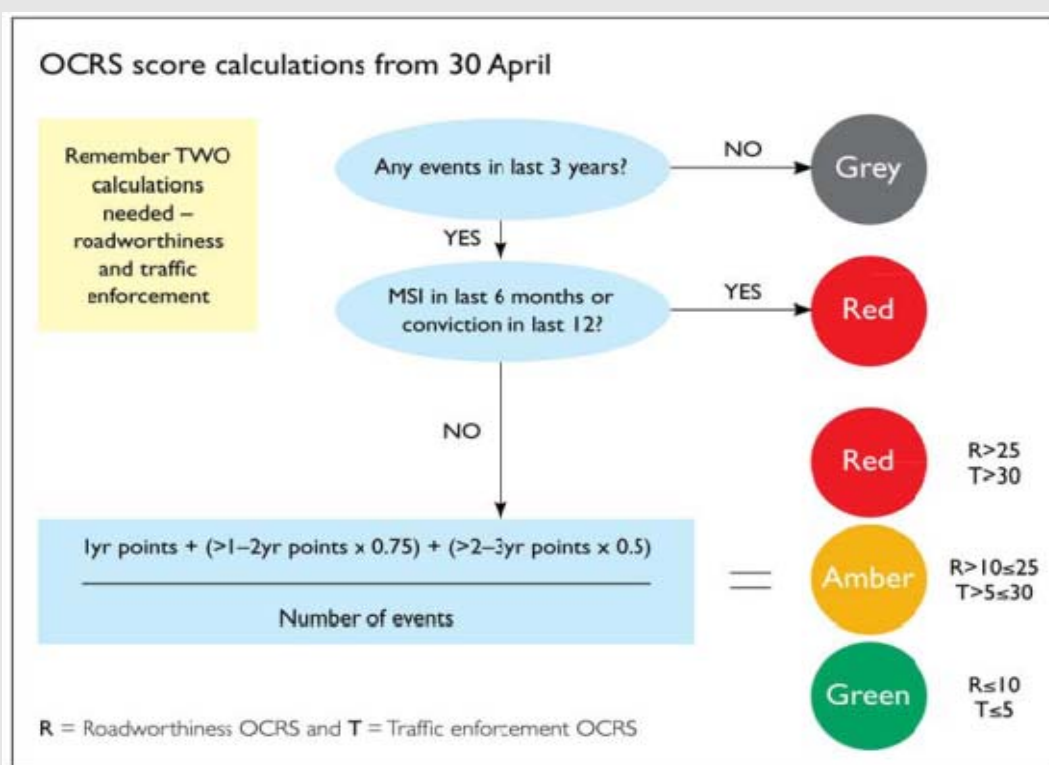 OCRS score calculations from 30 April
Remember TWO
calculations
needed –
roadworthiness
and traffic
enforcement
Any events in last 3 years?
NO
Grey
YES
MSI in last 6 months or
conviction in last 12?
YES
Red
NO
Red
R>25
T>30
1yr points + (>1–2yr points x 0.75) + (>2–3yr points x 0.5)
Number of events
=
Amber
R>10≤25
T>5≤30
Green
R≤10
T≤5
R = Roadworthiness OCRS and T = Traffic enforcement OCRS